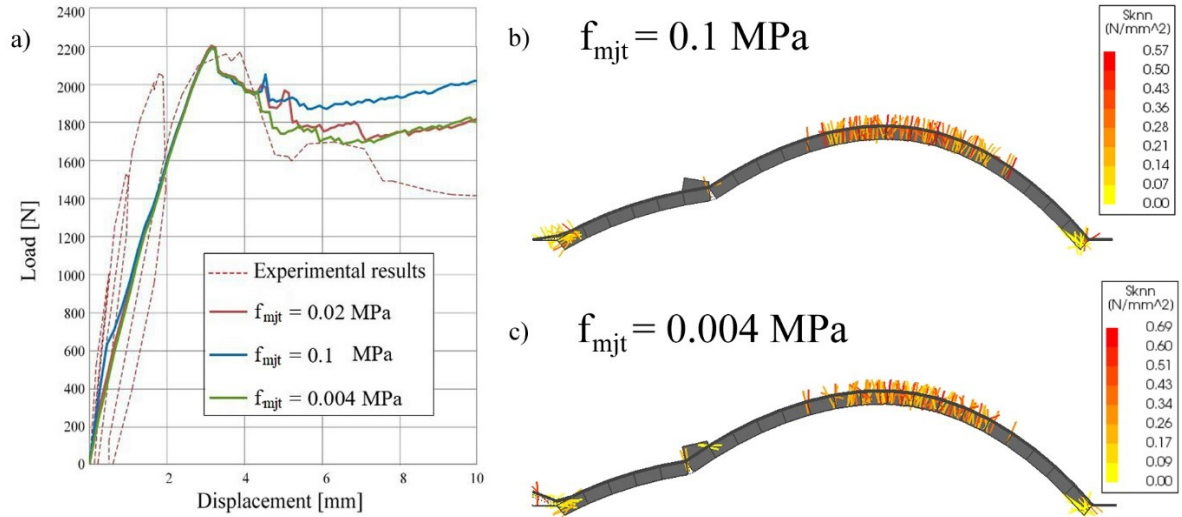 a)
2400
2200
2000
1800
1600
1400
1200
1000
800
600
400
200
0
2
4
6
8
10
Load [N]
Displacement [mm]
Experimental results
fmjt = 0.02 MPa
fmjt = 0.1 MPa
fmjt = 0.004 MPa
b) fmjt = 0.1 MPa
Sknn
(N/mm^2)
0.57
0.50
0.43
0.36
0.28
0.21
0.14
0.07
0.00
c) fmjt = 0.004 MPa
Sknn
(N/mm^2)
0.69
0.60
0.51
0.43
0.34
0.26
0.17
0.09
0.00